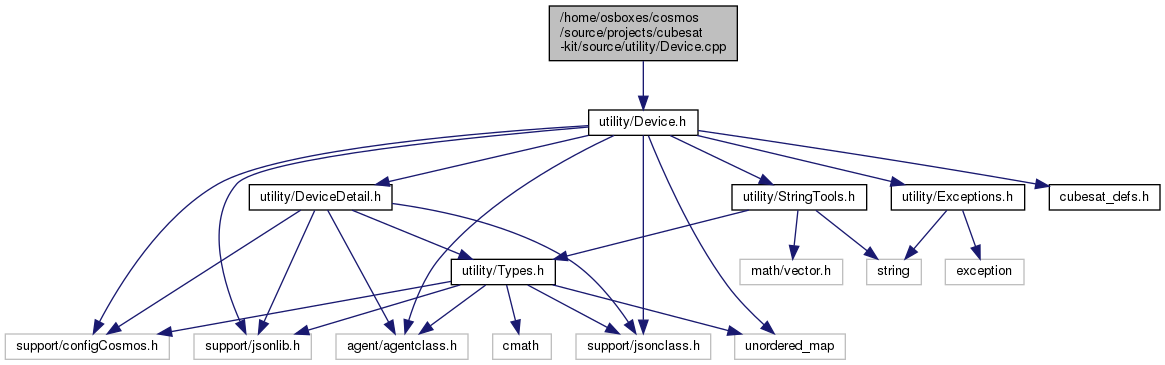 /home/osboxes/cosmos
/source/projects/cubesat
-kit/source/utility/Device.cpp
utility/Device.h
utility/DeviceDetail.h
utility/StringTools.h
utility/Exceptions.h
cubesat_defs.h
utility/Types.h
math/vector.h
string
exception
support/configCosmos.h
support/jsonlib.h
agent/agentclass.h
cmath
support/jsonclass.h
unordered_map